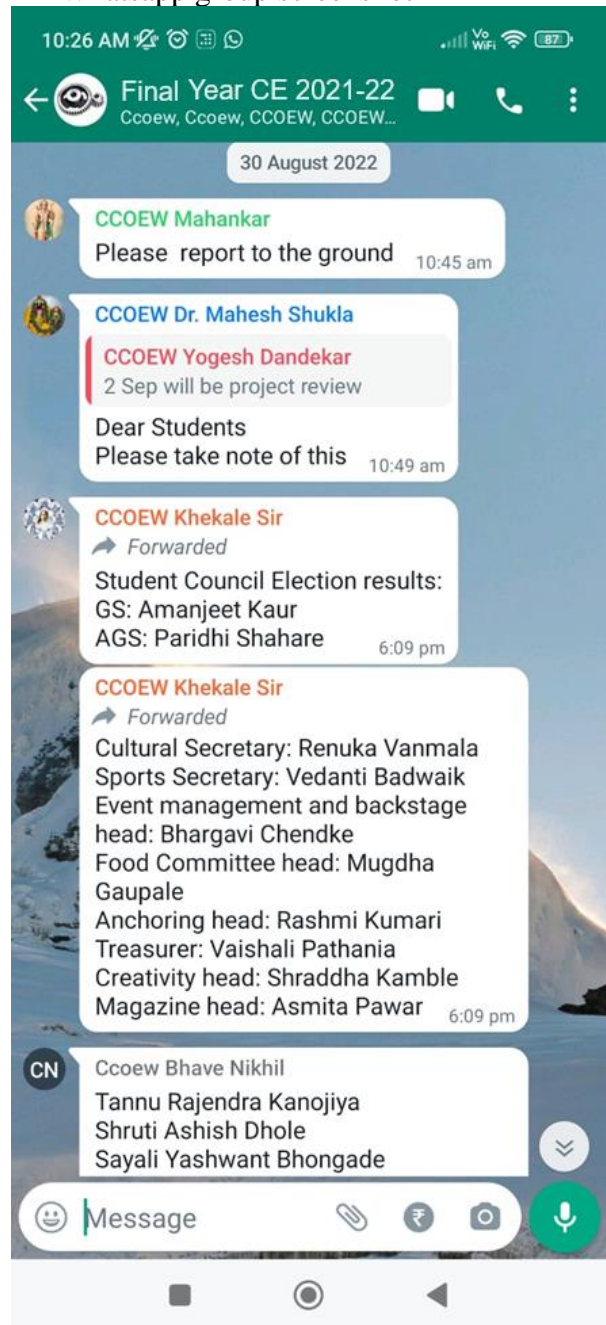 10:26 AM
Vo
WiFi
87
Final Year CE 2021-22
Ccoew, Ccoew, CCOEW, CCOEW...
30 August 2022
CCOEW Mahankar
Please report to the ground
10:45 am
CCOEW Dr. Mahesh Shukla
CCOEW Yogesh Dandekar
2 Sep will be project review
Dear Students
Please take note of this
10:49 am
CCOEW Khekale Sir
Forwarded
Student Council Election results:
GS: Amanjeet Kaur
AGS: Paridhi Shahare
6:09 pm
CCOEW Khekale Sir
Forwarded
Cultural Secretary: Renuka Vanmala
Sports Secretary: Vedanti Badwaik
Event management and backstage
head: Bhargavi Chendke
Food Committee head: Mugdha
Gaupale
Anchoring head: Rashmi Kumari
Treasurer: Vaishali Pathania
Creativity head: Shraddha Kamble
Magazine head: Asmita Pawar
6:09 pm
CN
Ccoew Bhave Nikhil
Tannu Rajendra Kanojiya
Shruti Ashish Dhole
Sayali Yashwant Bhongade
Message
₹